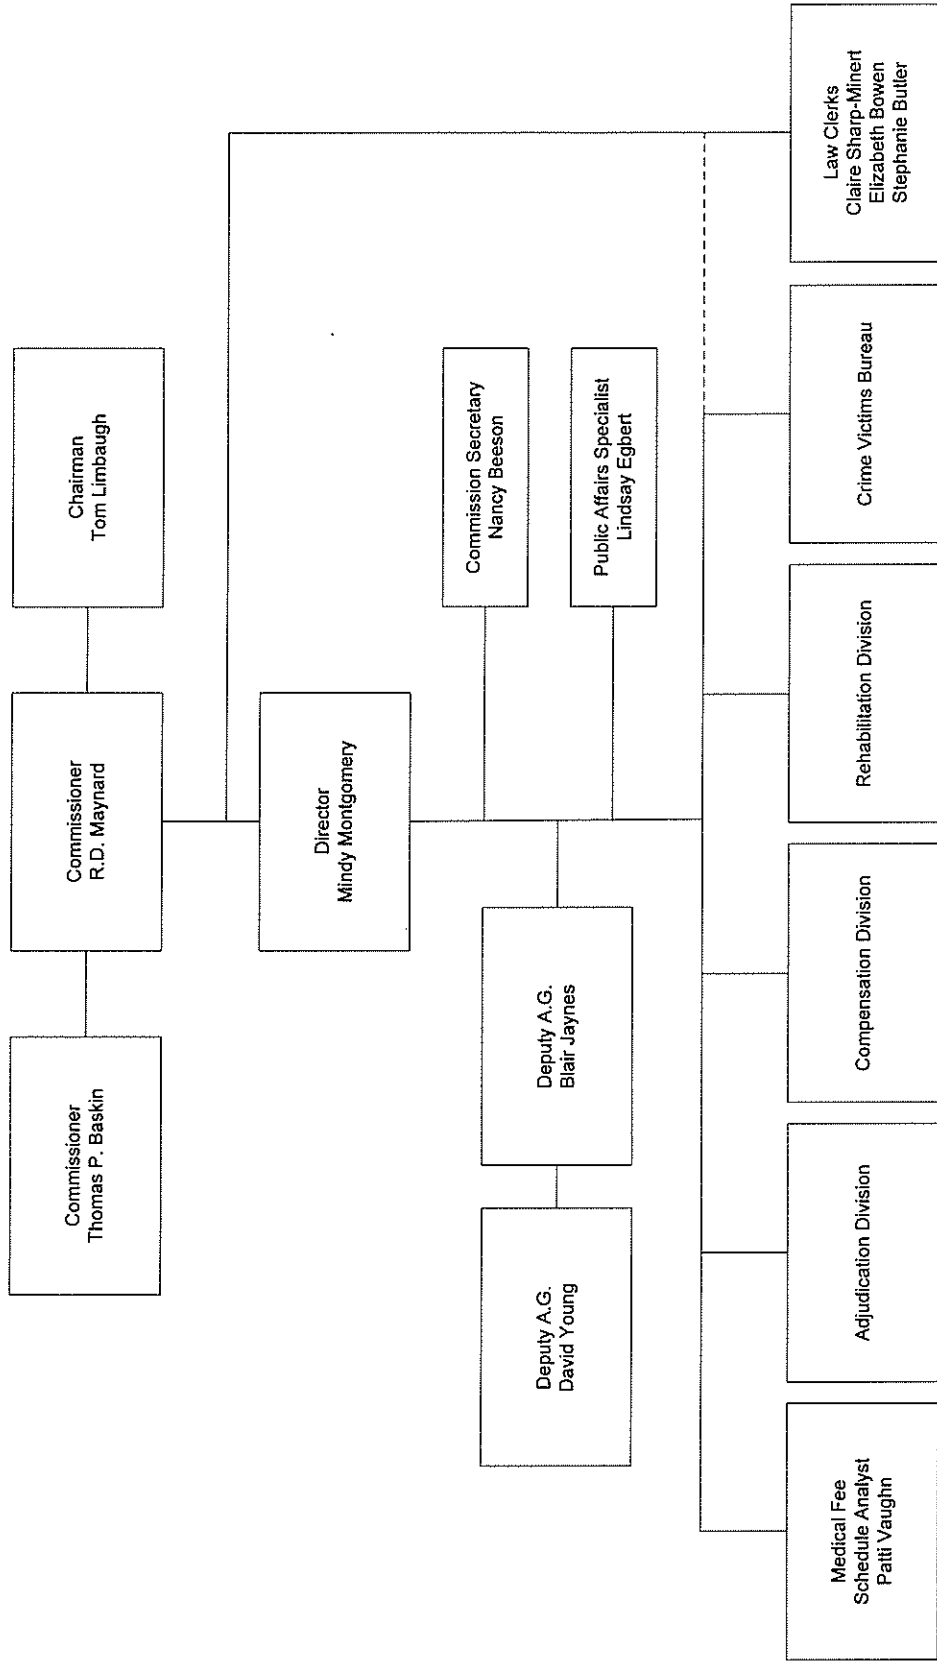 Commissioner
Thomas P. Baskin
Commissioner
R.D. Maynard
Chairman
Tom Limbaugh
Director
Mindy Montgomery
Commission Secretary
Nancy Beeson
Deputy A.G.
David Young
Deputy A.G.
Blair Jaynes
Public Affairs Specialist
Lindsay Egbert
Medical Fee
Schedule Analyst
Patti Vaughn
Adjudication Division
Compensation Division
Rehabilitation Division
Crime Victims Bureau
Law Clerks
Claire Sharp-Minert
Elizabeth Bowen
Stephanie Butler